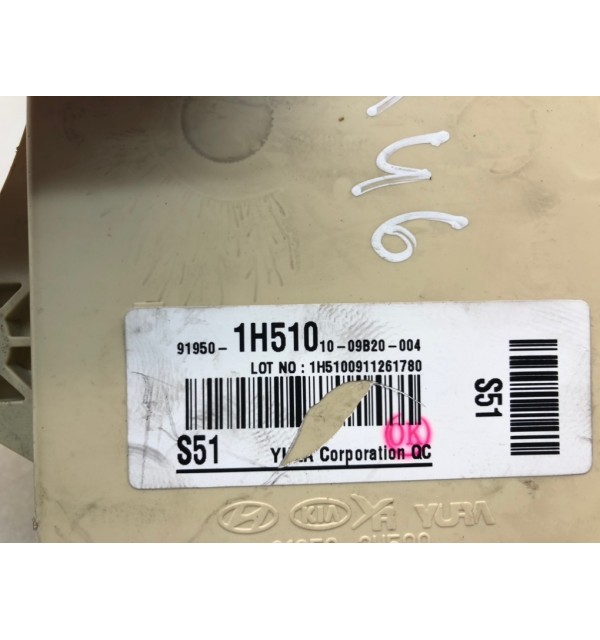 91950- 1H510 10-09B20-004
LOT NO : 1H5100911261780
S51
OK
Corporation QC
S51
KIA YURA